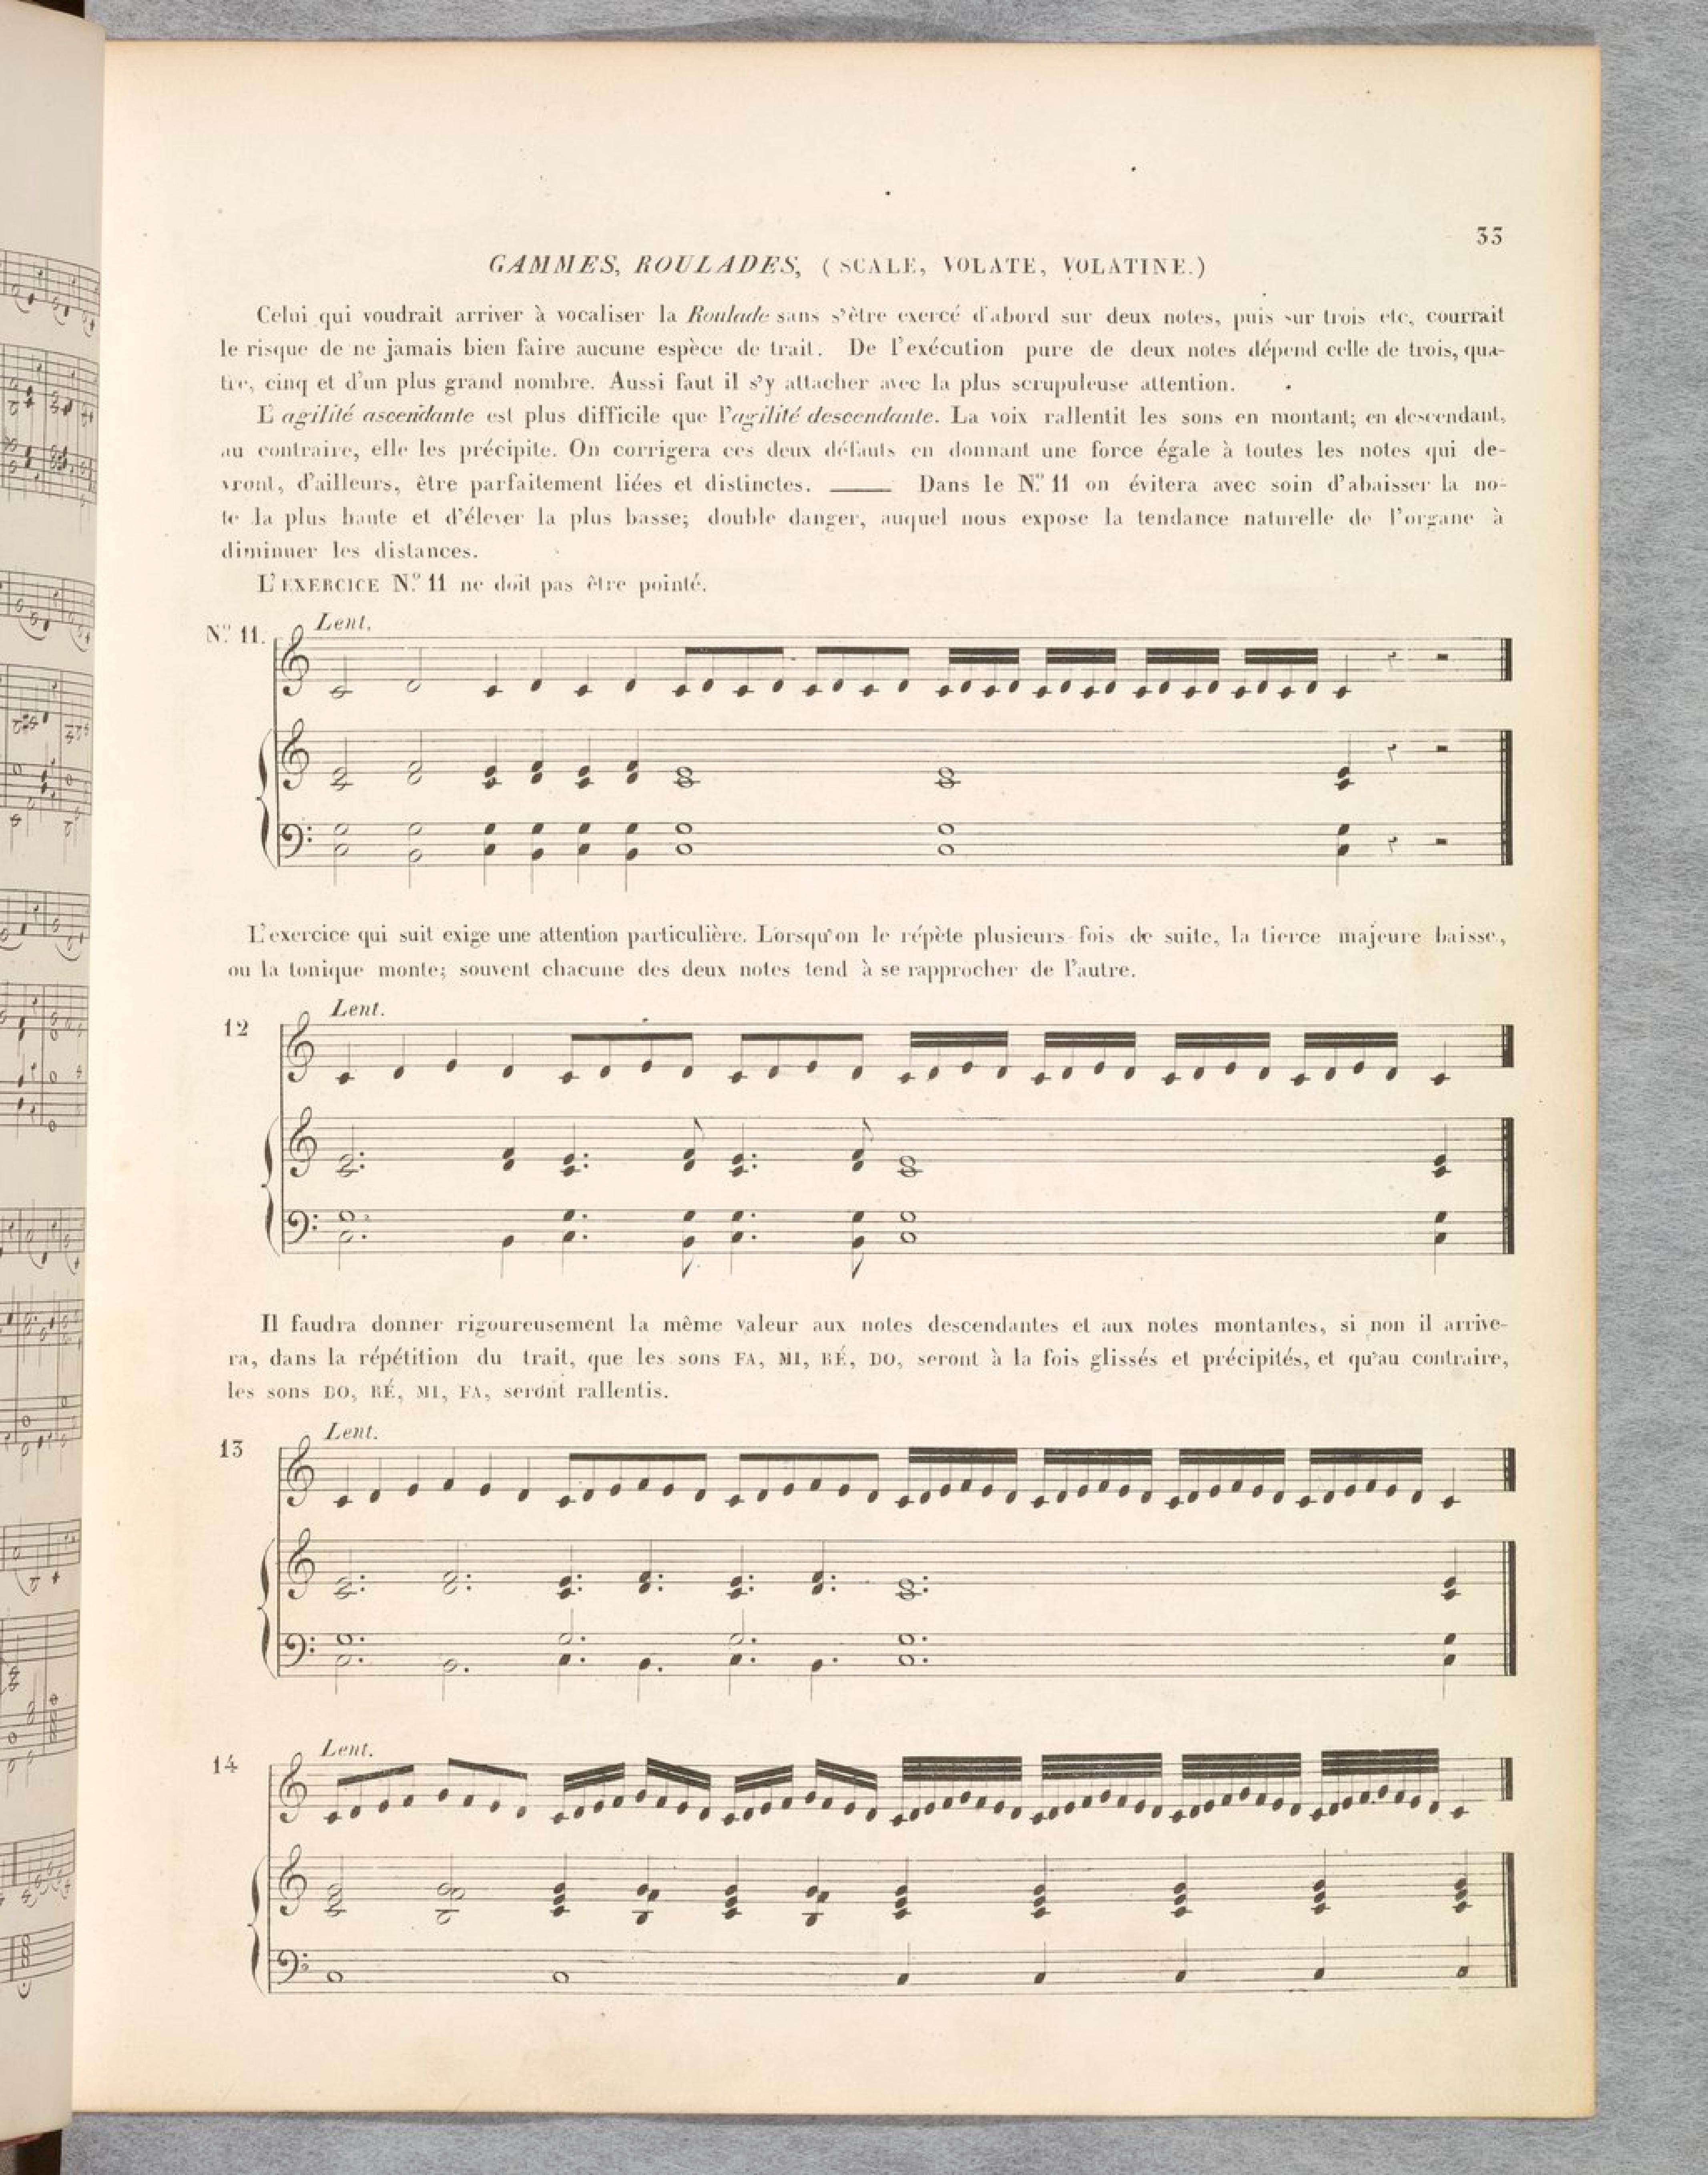 33
GAMMES, ROULADES, (SCALE, VOLATE, VOLATINE.)
Celui qui voudrait arriver à vocaliser la Roulade sans s'être exercé d'abord sur deux notes, puis sur trois etc, courrait
le risque de ne jamais bien faire aucune espèce de trait. De l'exécution pure de deux notes dépend celle de trois, qua-
tre, cinq et d'un plus grand nombre. Aussi faut il s'y attacher avec la plus scrupuleuse attention.
L'agilité ascendante est plus difficile que l'agilité descendante. La voix rallentit les sons en montant; en descendant,
au contraire, elle les précipite. On corrigera ces deux défauts en donnant une force égale à toutes les notes qui de-
vront, d'ailleurs, être parfaitement liées et distinctes. —— Dans le N.º 11 on évitera avec soin d'abaisser la no-
te la plus haute et d'élever la plus basse; double danger, auquel nous expose la tendance naturelle de l'organe à
diminuer les distances.
L'EXERCICE N.º 11 ne doit pas être pointé.
N.º 11. Lent.
L'exercice qui suit exige une attention particulière. Lorsqu'on le répète plusieurs fois de suite, la tierce majeure baisse,
ou la tonique monte; souvent chacune des deux notes tend à se rapprocher de l'autre.
12 Lent.
Il faudra donner rigoureusement la même valeur aux notes descendantes et aux notes montantes, si non il arrive-
ra, dans la répétition du trait, que les sons FA, MI, RÉ, DO, seront à la fois glissés et précipités, et qu'au contraire,
les sons DO, RÉ, MI, FA, seront rallentis.
13 Lent.
14 Lent.